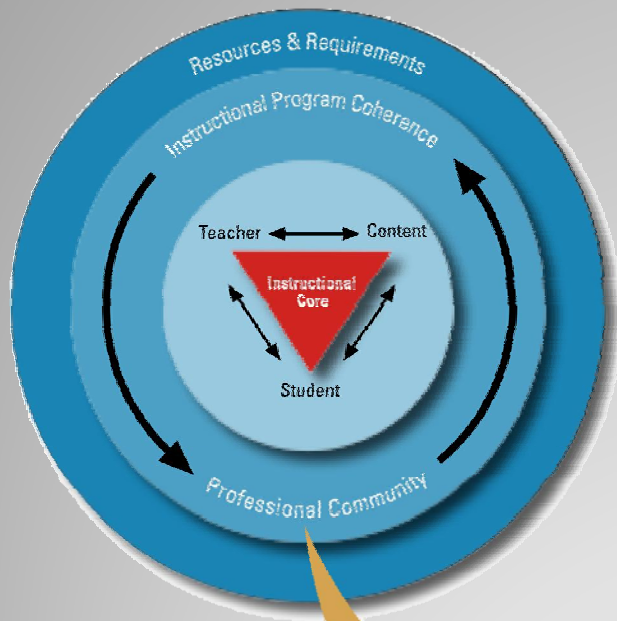 Resources & Requirements
Instructional Program Coherence
Teacher
Content
Instructional
Core
Student
Professional Community